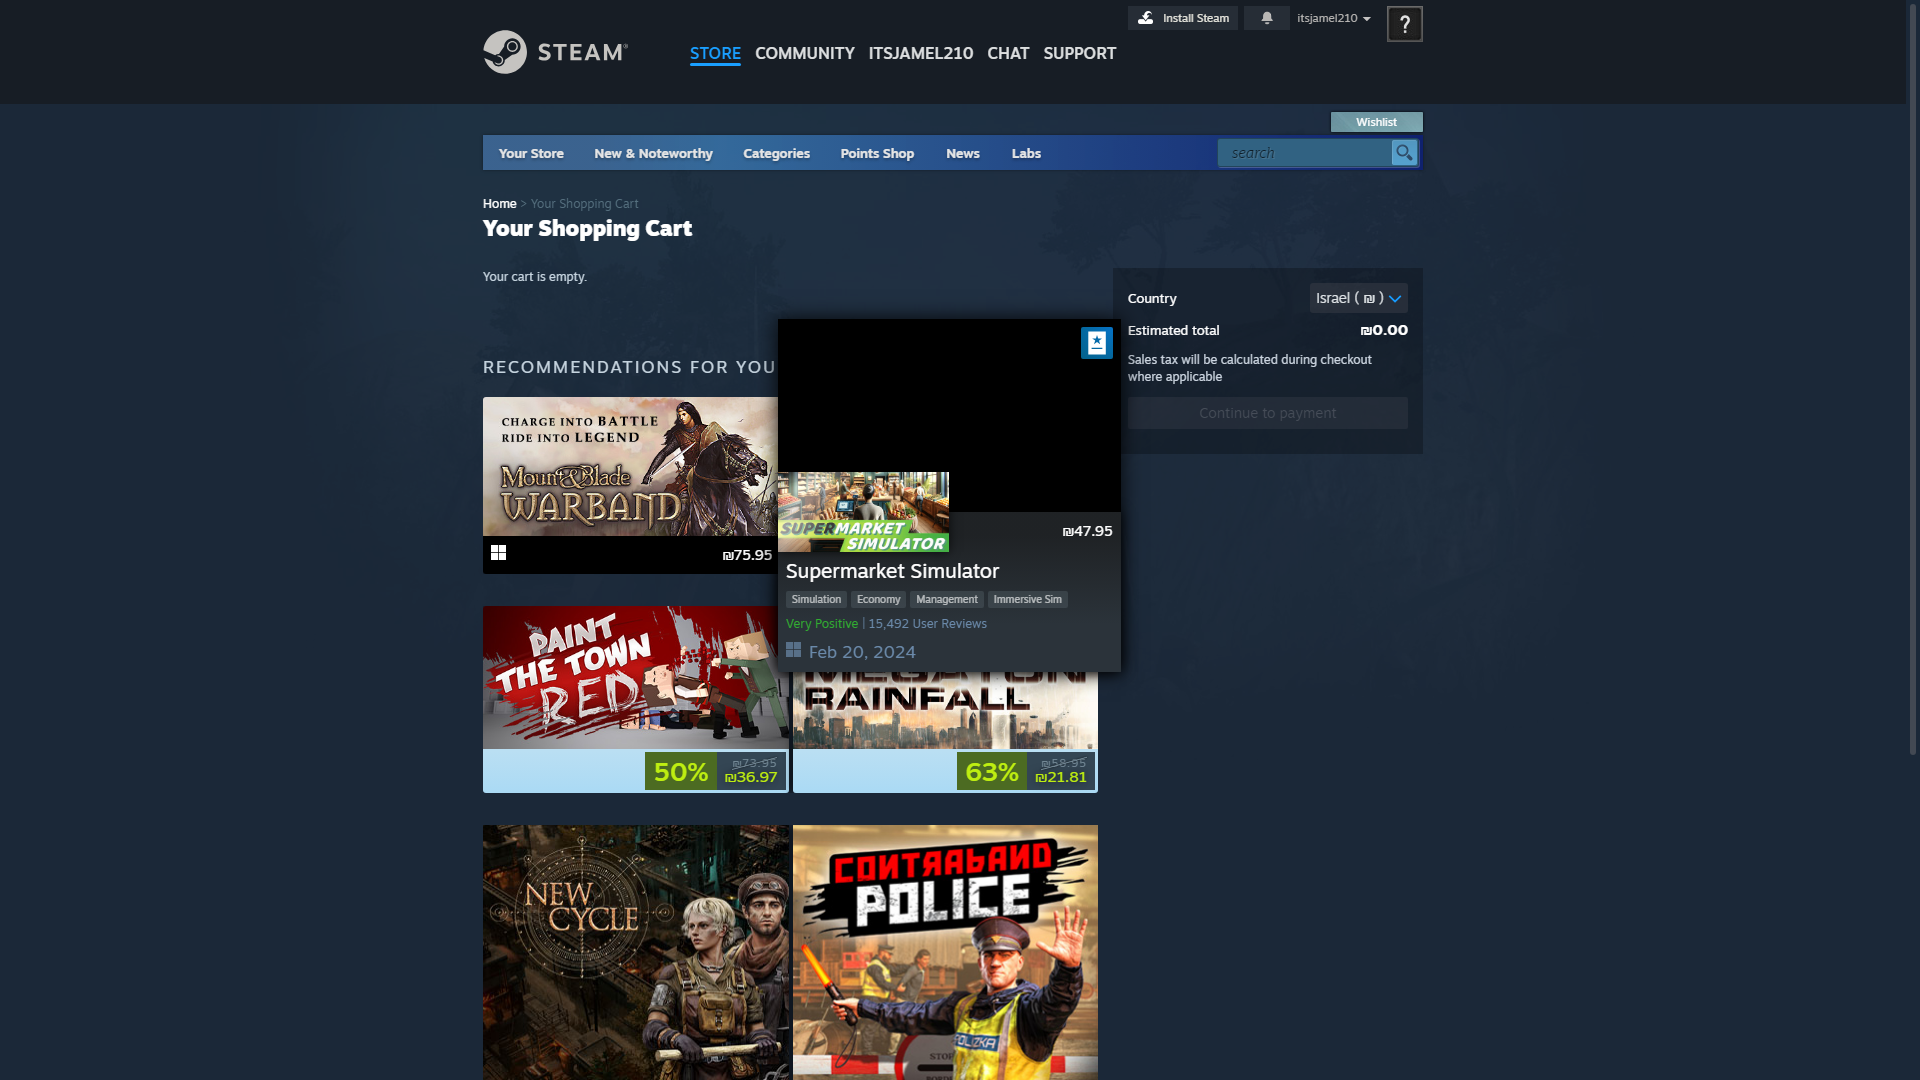 Install Steam
itsjamel210
?
STEAM®
STORE COMMUNITY ITSJAMEL210 CHAT SUPPORT
Wishlist
Your Store New & Noteworthy Categories Points Shop News Labs search
Home > Your Shopping Cart
Your Shopping Cart
Your cart is empty.
Country Israel ( ₪ )
Estimated total ₪0.00
Sales tax will be calculated during checkout
where applicable
Continue to payment
RECOMMENDATIONS FOR YOU
CHARGE INTO BATTLE
RIDE INTO LEGEND
Mount&Blade
WARBAND
₪75.95
SUPERMARKET
SIMULATOR
₪47.95
Supermarket Simulator
Simulation Economy Management Immersive Sim
Very Positive | 15,492 User Reviews
Feb 20, 2024
PAINT
THE TOWN
RED
50% ₪73.95
₪36.97
MEGATON
RAINFALL
63% ₪58.95
₪21.81
NEW
CYCLE
CONTRABAND
POLICE
POLIZKA
STOP